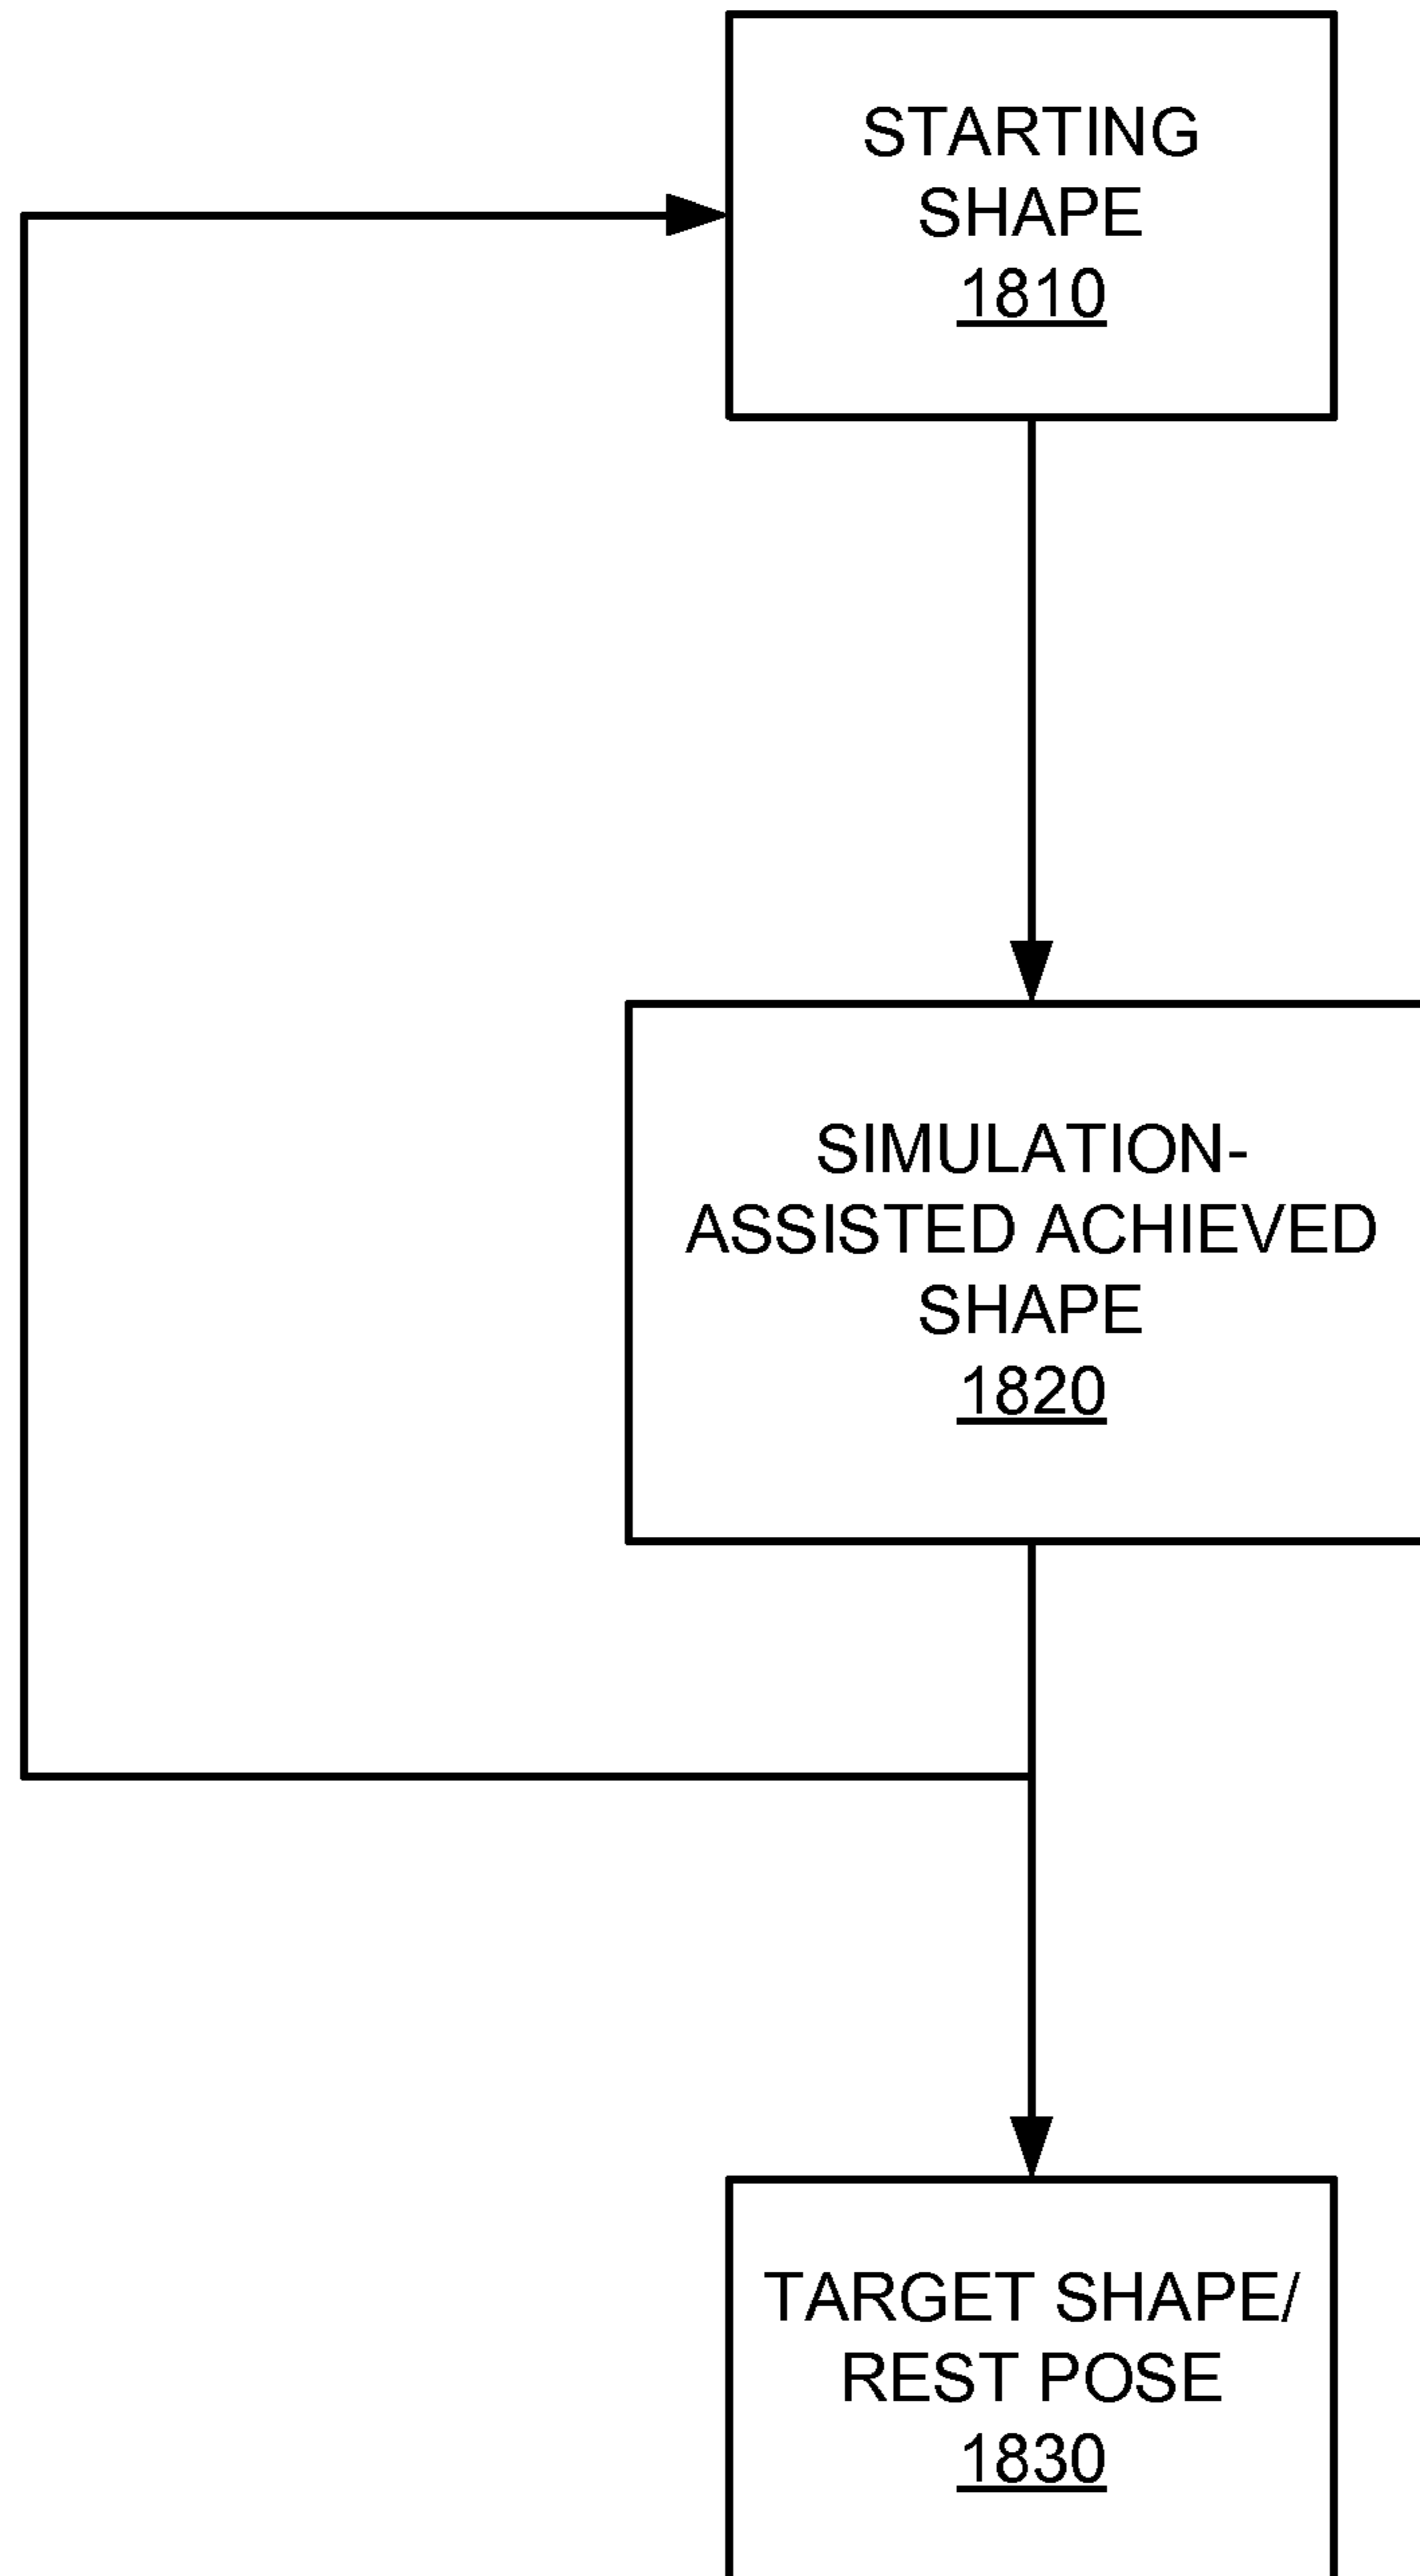 STARTING
SHAPE
1810
SIMULATION-
ASSISTED ACHIEVED
SHAPE
1820
TARGET SHAPE/
REST POSE
1830